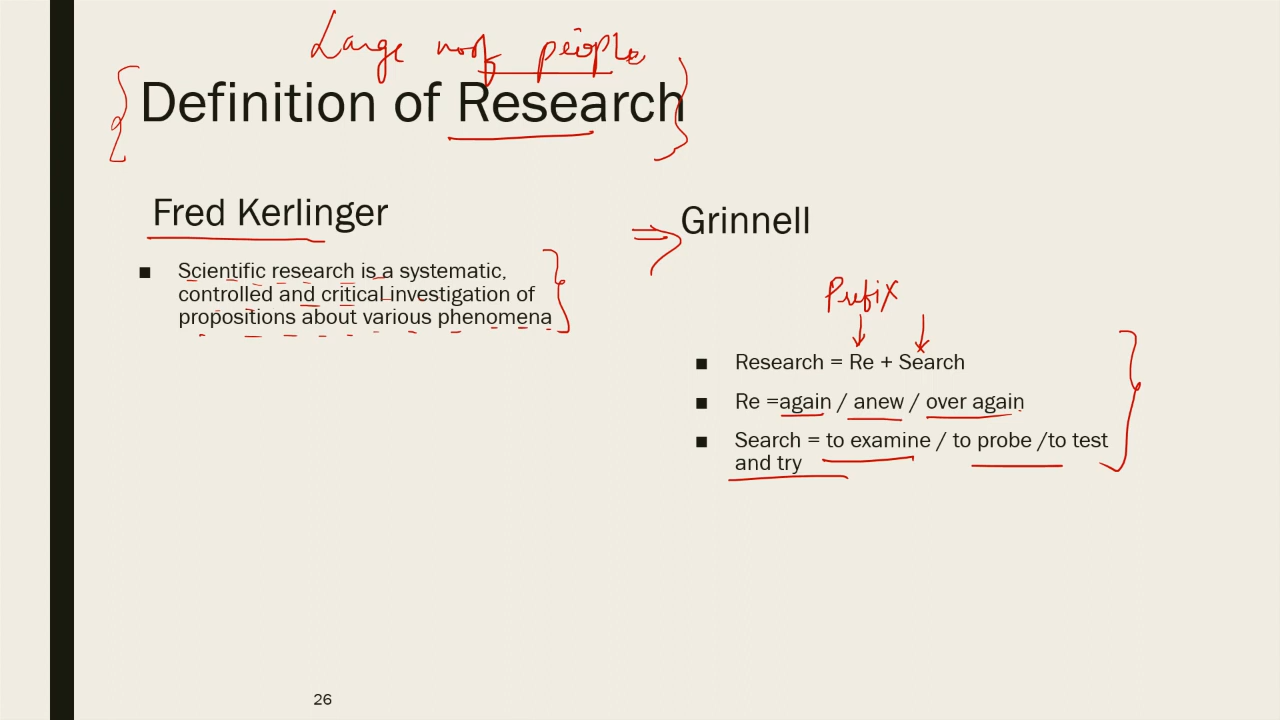 Large no of people
Definition of Research
Fred Kerlinger
■ Scientific research is a systematic,
controlled and critical investigation of
propositions about various phenomena
Grinnell
Prefix
■ Research = Re + Search
■ Re =again / anew / over again
■ Search = to examine / to probe /to test
and try
26